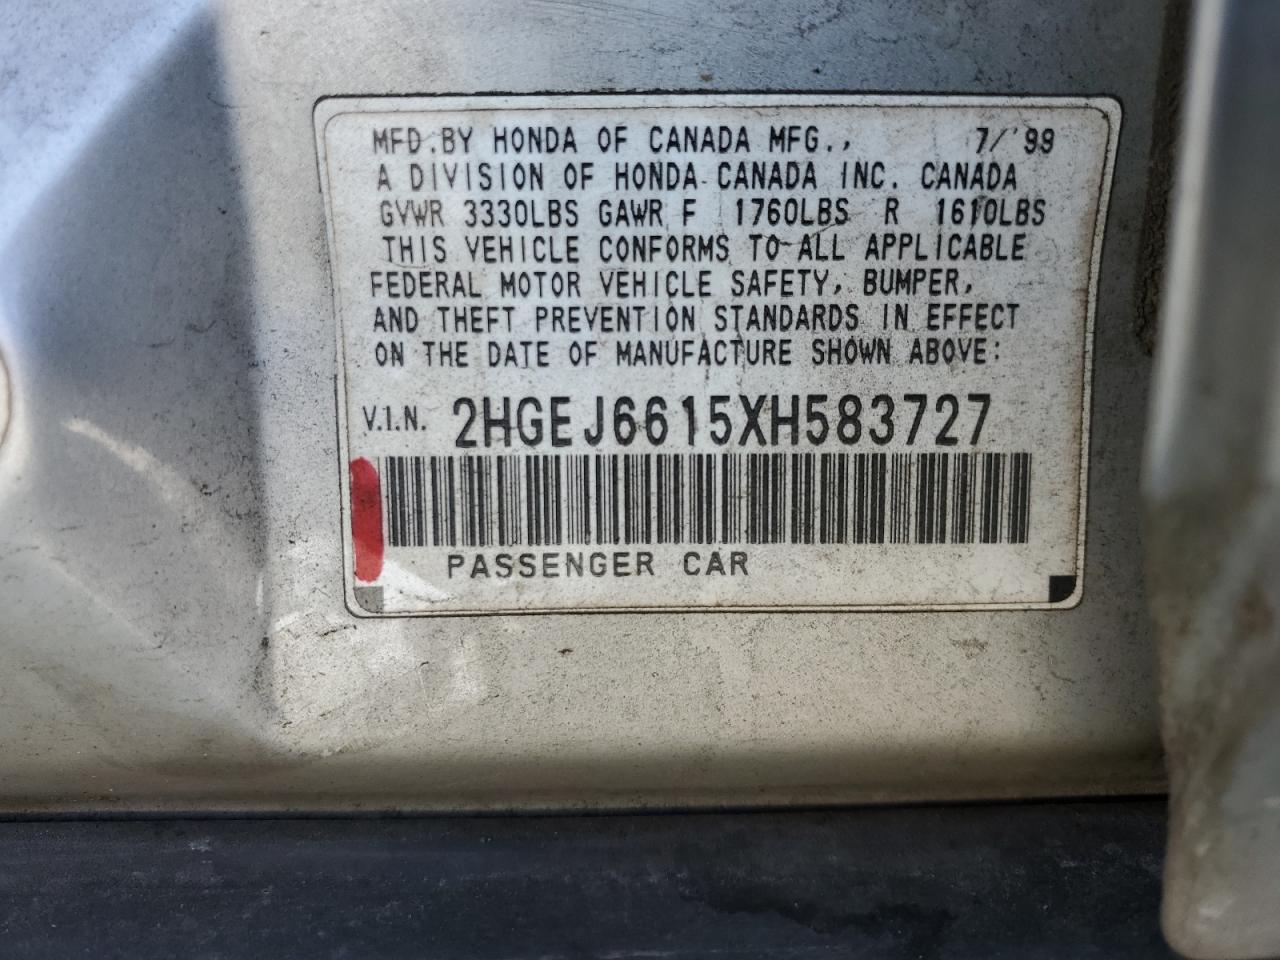 MFD.BY HONDA OF CANADA MFG., 7/'99
A DIVISION OF HONDA CANADA INC. CANADA
GVWR 3330LBS GAWR F 1760LBS R 1610LBS
THIS VEHICLE CONFORMS TO ALL APPLICABLE
FEDERAL MOTOR VEHICLE SAFETY, BUMPER,
AND THEFT PREVENTION STANDARDS IN EFFECT
ON THE DATE OF MANUFACTURE SHOWN ABOVE:
V.I.N. 2HGEJ6615XH583727
PASSENGER CAR